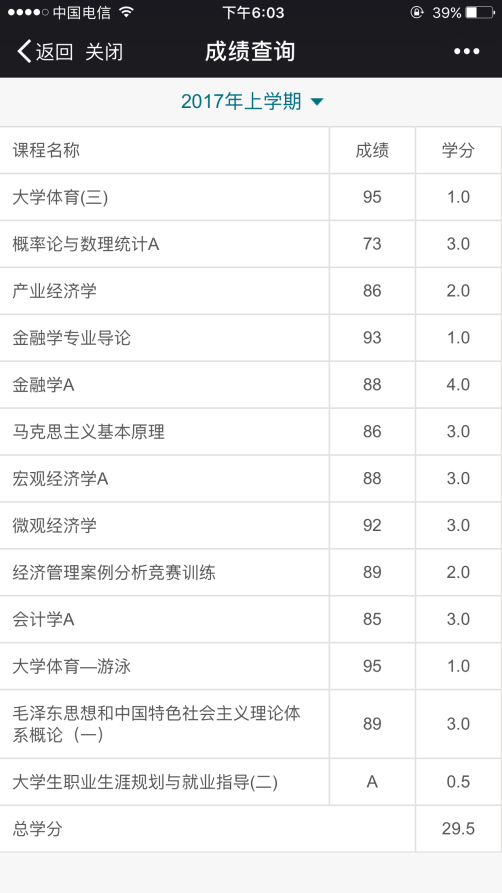 中国电信 下午6:03 39%
返回 关闭 成绩查询
2017年上学期
课程名称 成绩 学分
大学体育(三) 95 1.0
概率论与数理统计A 73 3.0
产业经济学 86 2.0
金融学专业导论 93 1.0
金融学A 88 4.0
马克思主义基本原理 86 3.0
宏观经济学A 88 3.0
微观经济学 92 3.0
经济管理案例分析竞赛训练 89 2.0
会计学A 85 3.0
大学体育—游泳 95 1.0
毛泽东思想和中国特色社会主义理论体
系概论（一） 89 3.0
大学生职业生涯规划与就业指导(二) A 0.5
总学分 29.5